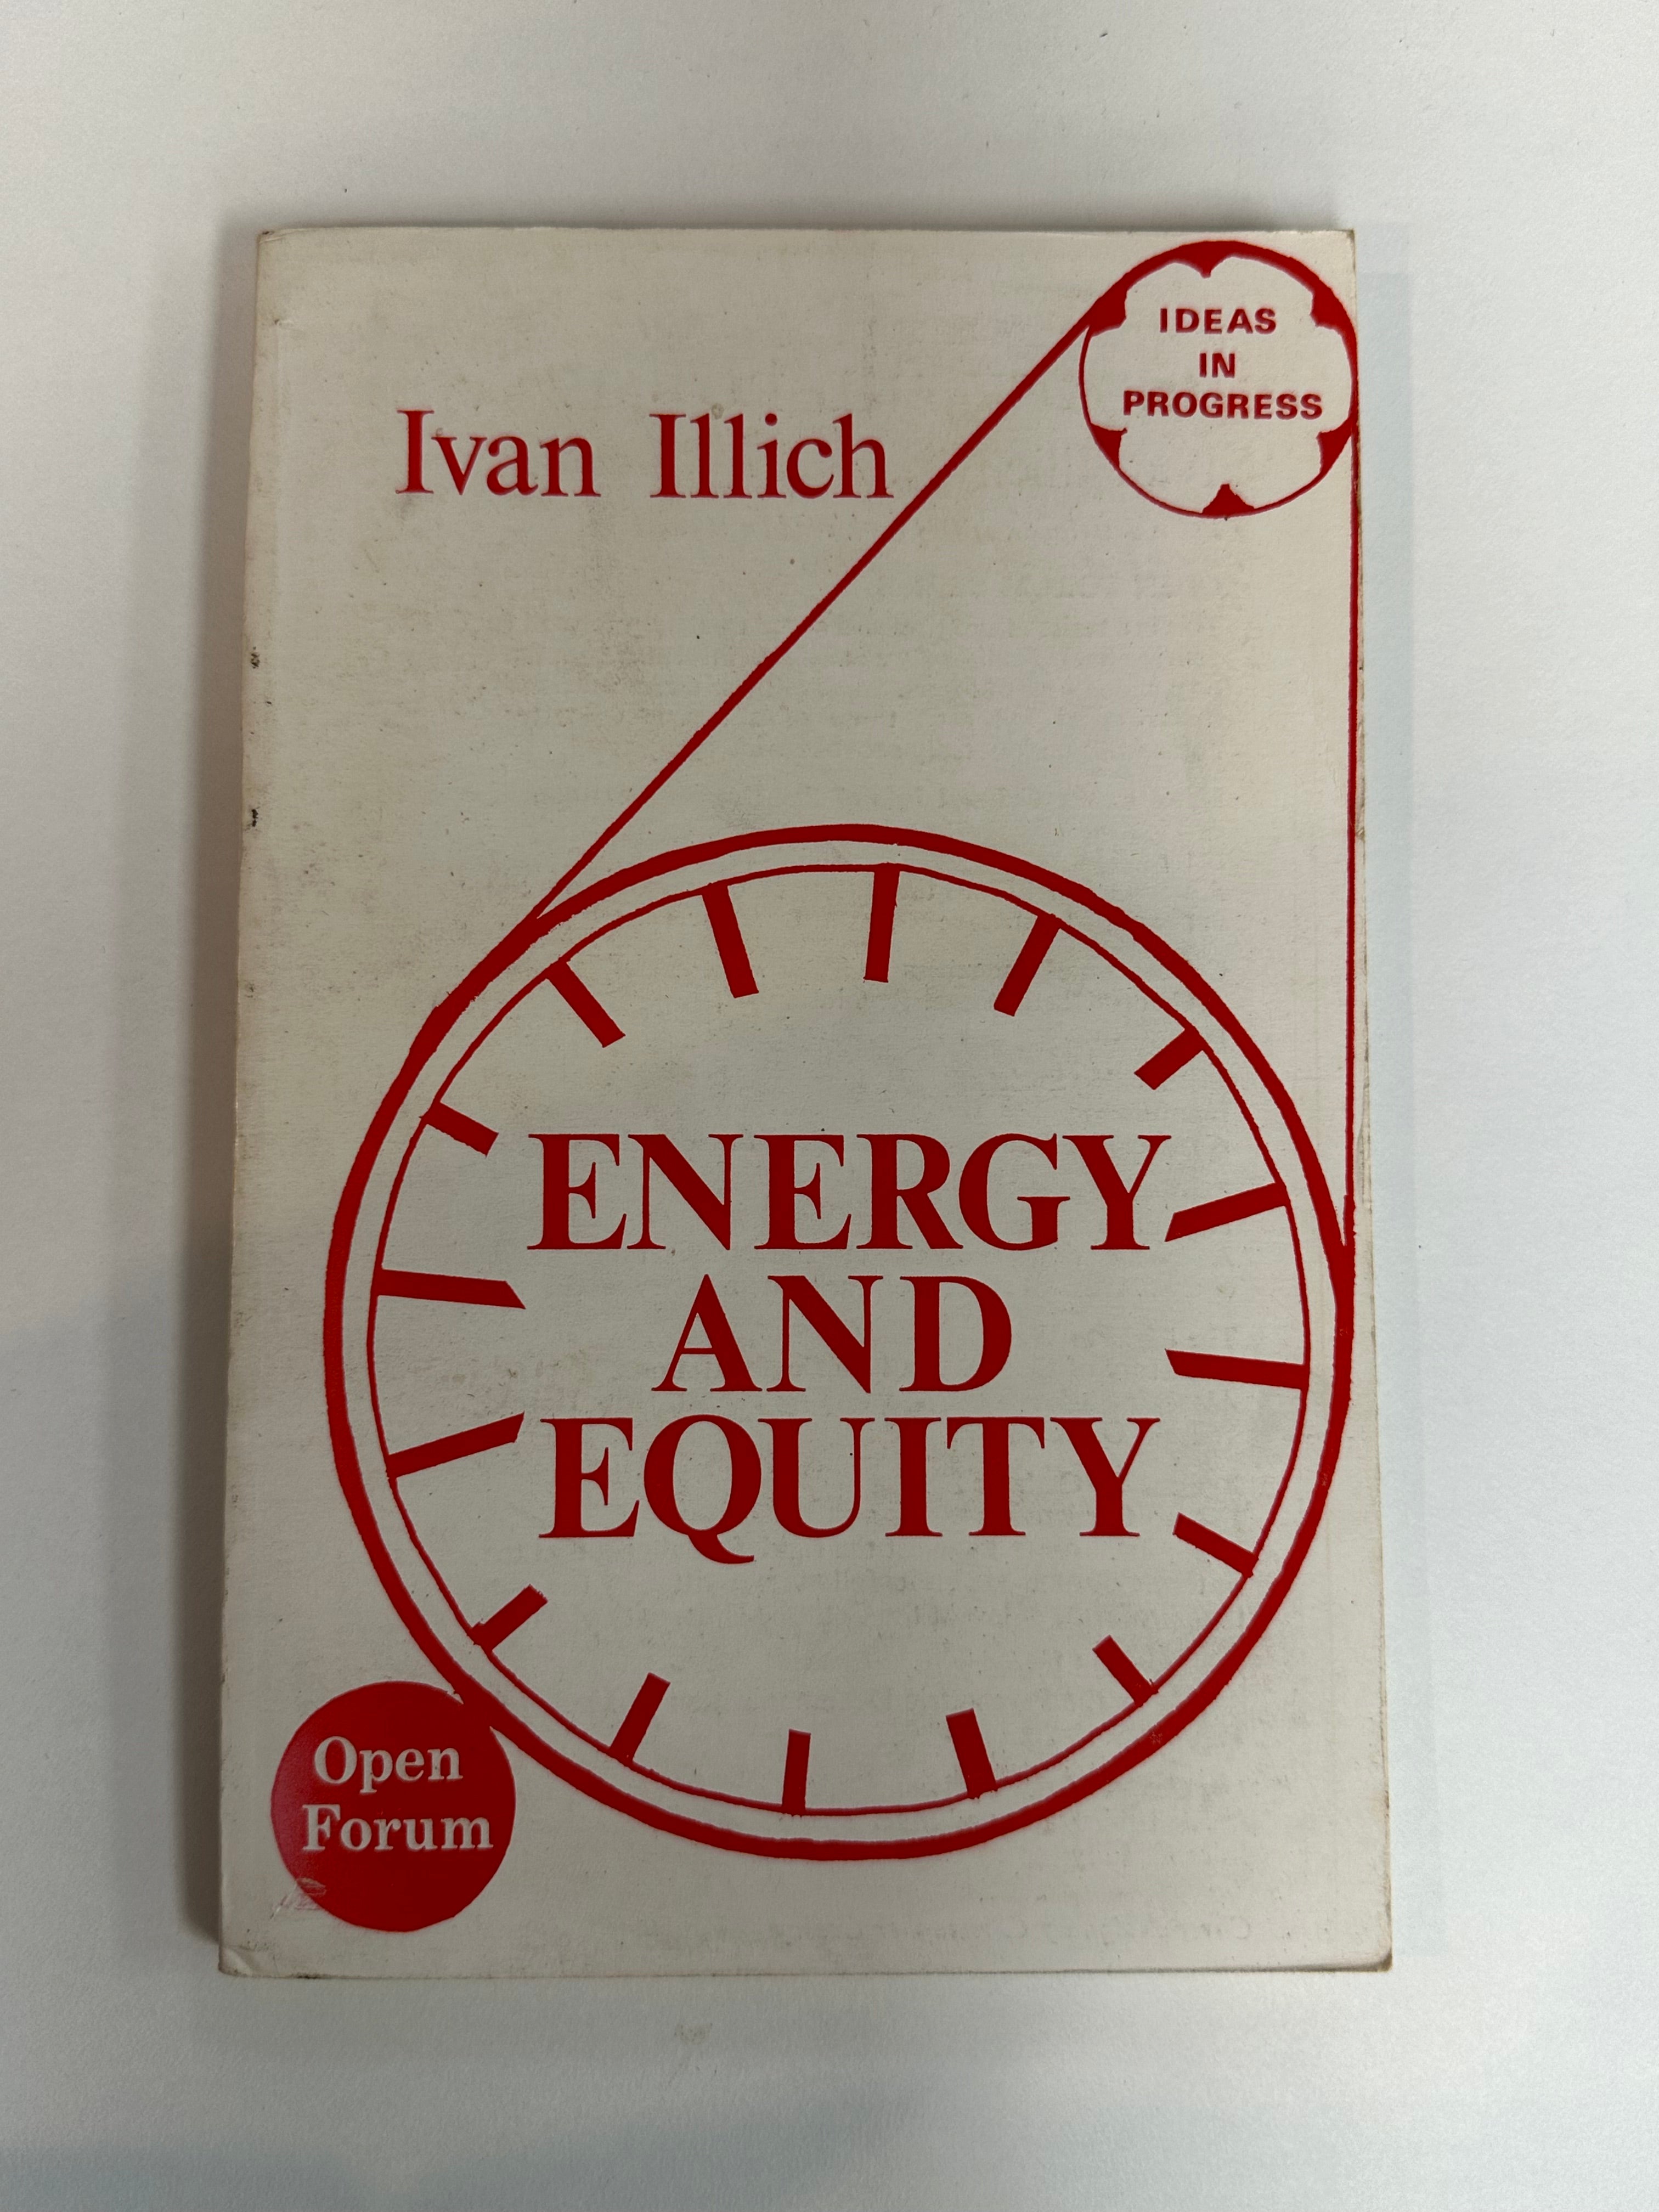 IDEAS
IN
PROGRESS
Ivan Illich
ENERGY
AND
EQUITY
Open
Forum